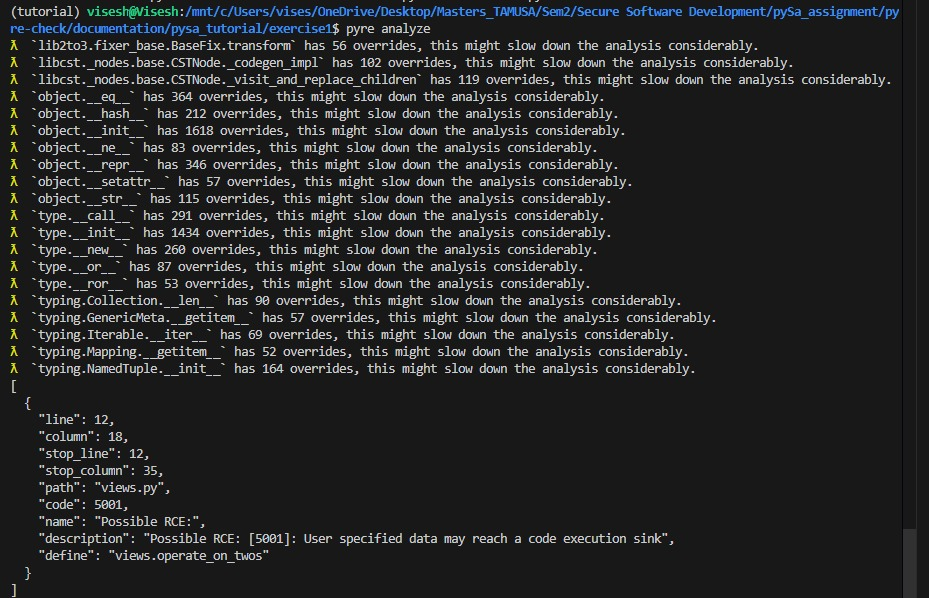 (tutorial) visesh@Visesh:/mnt/c/Users/vises/OneDrive/Desktop/Masters_TAMUSA/Sem2/Secure Software Development/pySa_assignment/py
re-check/documentation/pysa_tutorial/exercise1$ pyre analyze
ƛ `lib2to3.fixer_base.BaseFix.transform` has 56 overrides, this might slow down the analysis considerably.
ƛ `libcst._nodes.base.CSTNode._codegen_impl` has 102 overrides, this might slow down the analysis considerably.
ƛ `libcst._nodes.base.CSTNode._visit_and_replace_children` has 119 overrides, this might slow down the analysis considerably.
ƛ `object.__eq__` has 364 overrides, this might slow down the analysis considerably.
ƛ `object.__hash__` has 212 overrides, this might slow down the analysis considerably.
ƛ `object.__init__` has 1618 overrides, this might slow down the analysis considerably.
ƛ `object.__ne__` has 83 overrides, this might slow down the analysis considerably.
ƛ `object.__repr__` has 346 overrides, this might slow down the analysis considerably.
ƛ `object.__setattr__` has 57 overrides, this might slow down the analysis considerably.
ƛ `object.__str__` has 115 overrides, this might slow down the analysis considerably.
ƛ `type.__call__` has 291 overrides, this might slow down the analysis considerably.
ƛ `type.__init__` has 1434 overrides, this might slow down the analysis considerably.
ƛ `type.__new__` has 260 overrides, this might slow down the analysis considerably.
ƛ `type.__or__` has 87 overrides, this might slow down the analysis considerably.
ƛ `type.__ror__` has 53 overrides, this might slow down the analysis considerably.
ƛ `typing.Collection.__len__` has 90 overrides, this might slow down the analysis considerably.
ƛ `typing.GenericMeta.__getitem__` has 57 overrides, this might slow down the analysis considerably.
ƛ `typing.Iterable.__iter__` has 69 overrides, this might slow down the analysis considerably.
ƛ `typing.Mapping.__getitem__` has 52 overrides, this might slow down the analysis considerably.
ƛ `typing.NamedTuple.__init__` has 164 overrides, this might slow down the analysis considerably.
[
  {
    "line": 12,
    "column": 18,
    "stop_line": 12,
    "stop_column": 35,
    "path": "views.py",
    "code": 5001,
    "name": "Possible RCE:",
    "description": "Possible RCE: [5001]: User specified data may reach a code execution sink",
    "define": "views.operate_on_twos"
  }
]